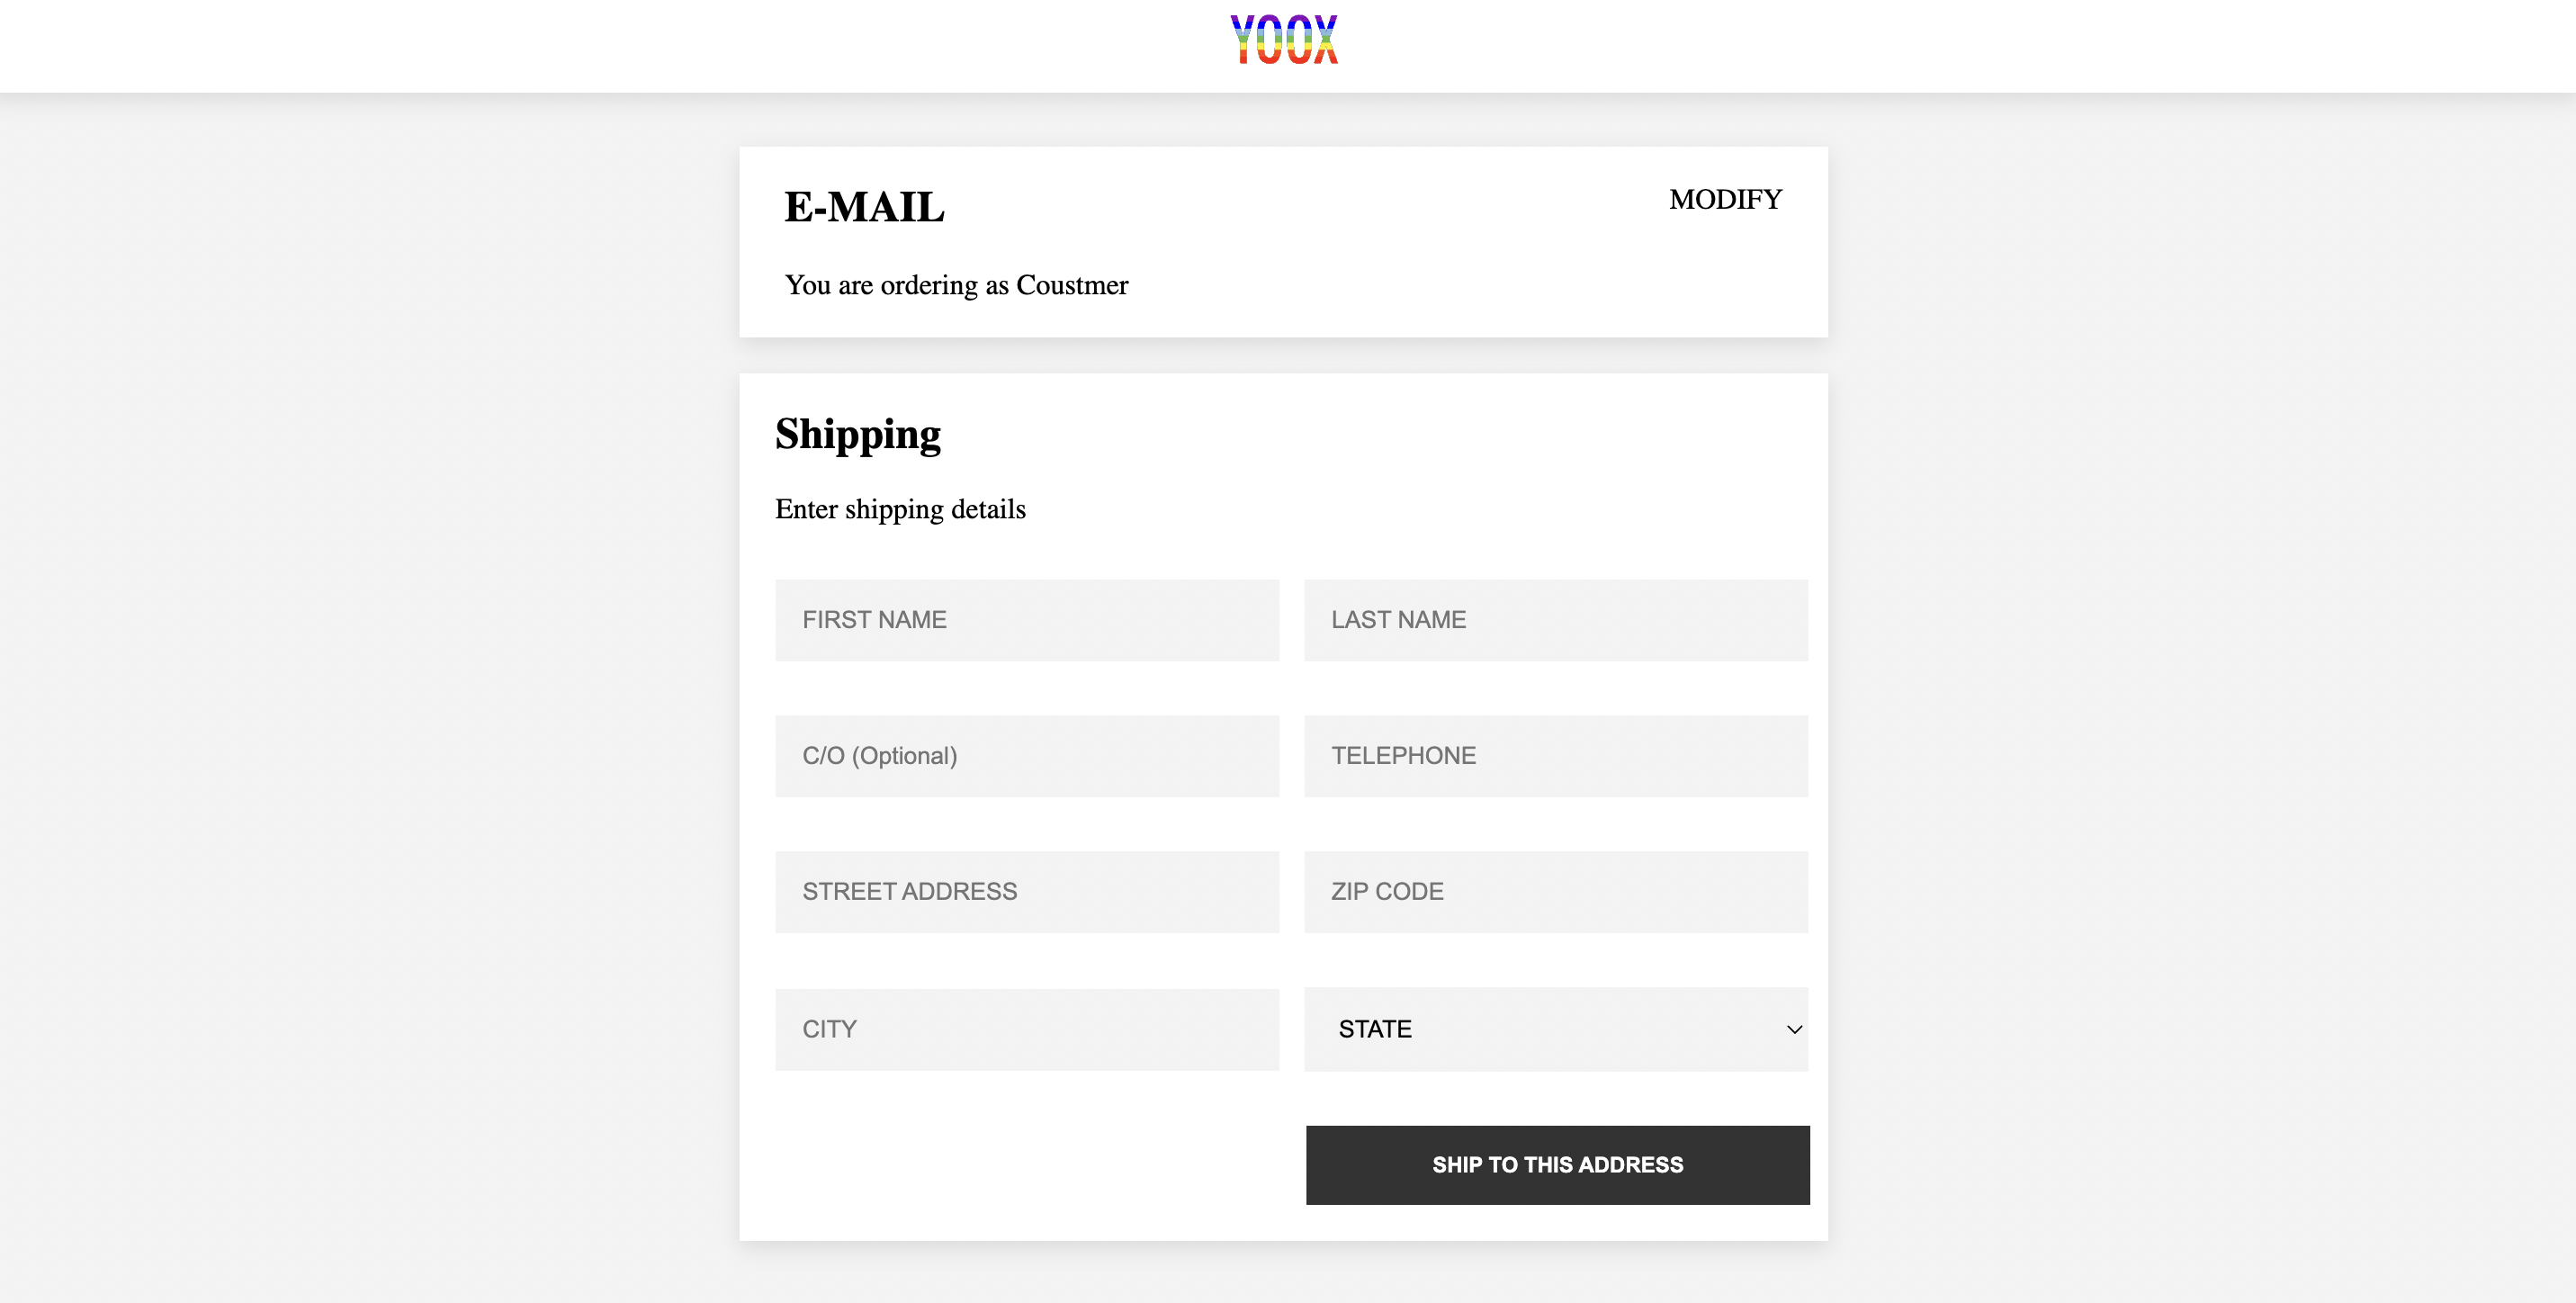 YOOX
E-MAIL
MODIFY
You are ordering as Coustmer
Shipping
Enter shipping details
FIRST NAME
LAST NAME
C/O (Optional)
TELEPHONE
STREET ADDRESS
ZIP CODE
CITY
STATE
SHIP TO THIS ADDRESS